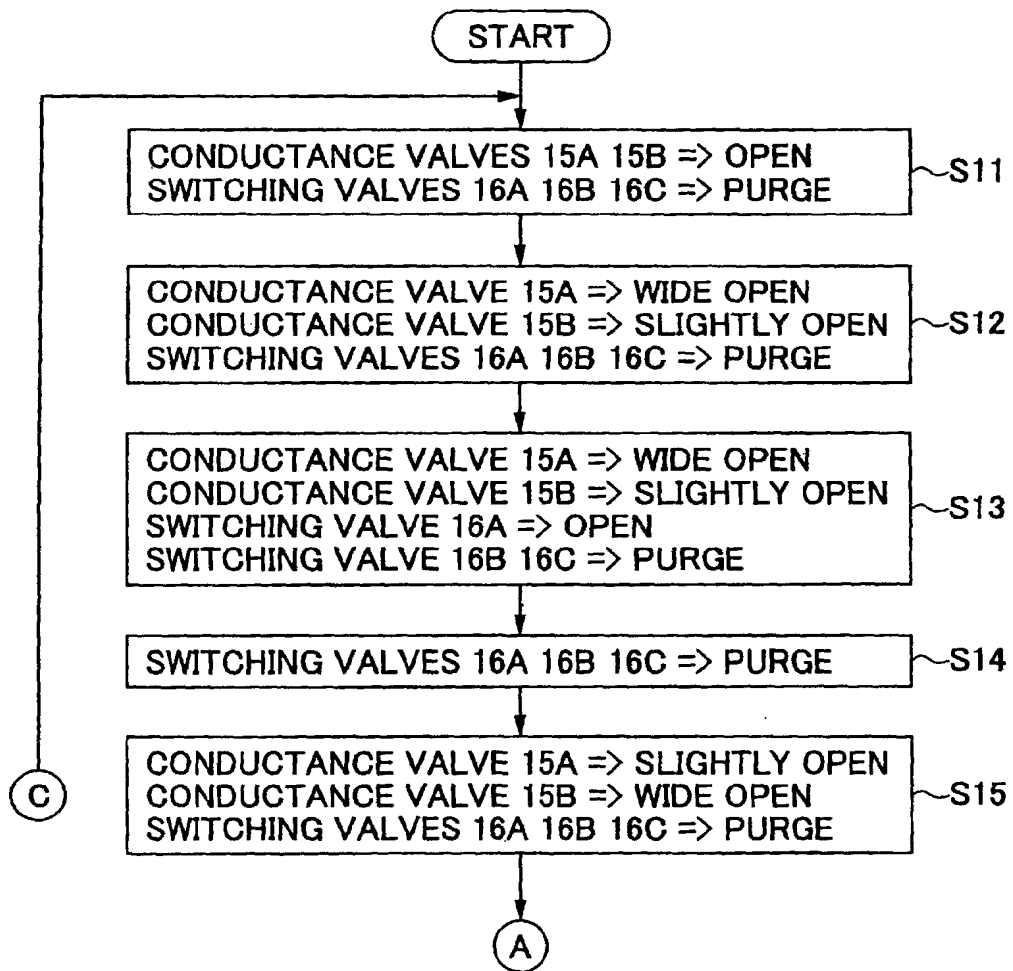 START
CONDUCTANCE VALVES 15A 15B => OPEN
SWITCHING VALVES 16A 16B 16C => PURGE
S11
CONDUCTANCE VALVE 15A => WIDE OPEN
CONDUCTANCE VALVE 15B => SLIGHTLY OPEN
SWITCHING VALVES 16A 16B 16C => PURGE
S12
CONDUCTANCE VALVE 15A => WIDE OPEN
CONDUCTANCE VALVE 15B => SLIGHTLY OPEN
SWITCHING VALVE 16A => OPEN
SWITCHING VALVE 16B 16C => PURGE
S13
SWITCHING VALVES 16A 16B 16C => PURGE
S14
CONDUCTANCE VALVE 15A => SLIGHTLY OPEN
CONDUCTANCE VALVE 15B => WIDE OPEN
SWITCHING VALVES 16A 16B 16C => PURGE
S15
C
A